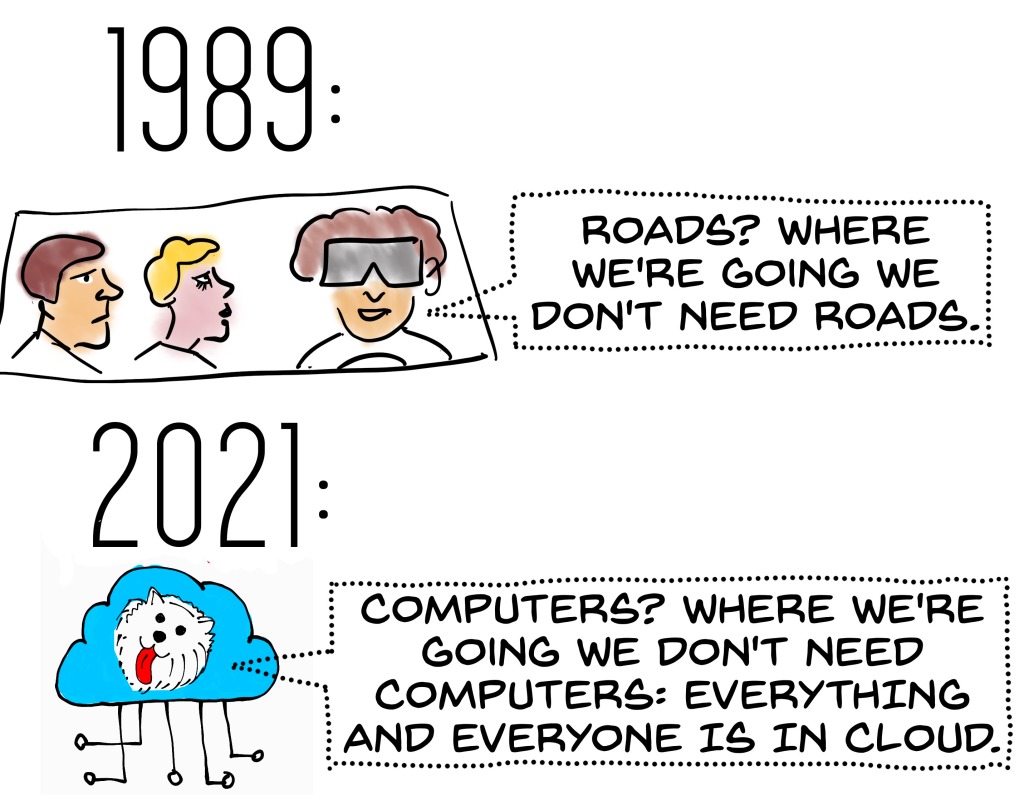 1989:
ROADS? WHERE
WE'RE GOING WE
DON'T NEED ROADS.
2021:
COMPUTERS? WHERE WE'RE
GOING WE DON'T NEED
COMPUTERS: EVERYTHING
AND EVERYONE IS IN CLOUD.